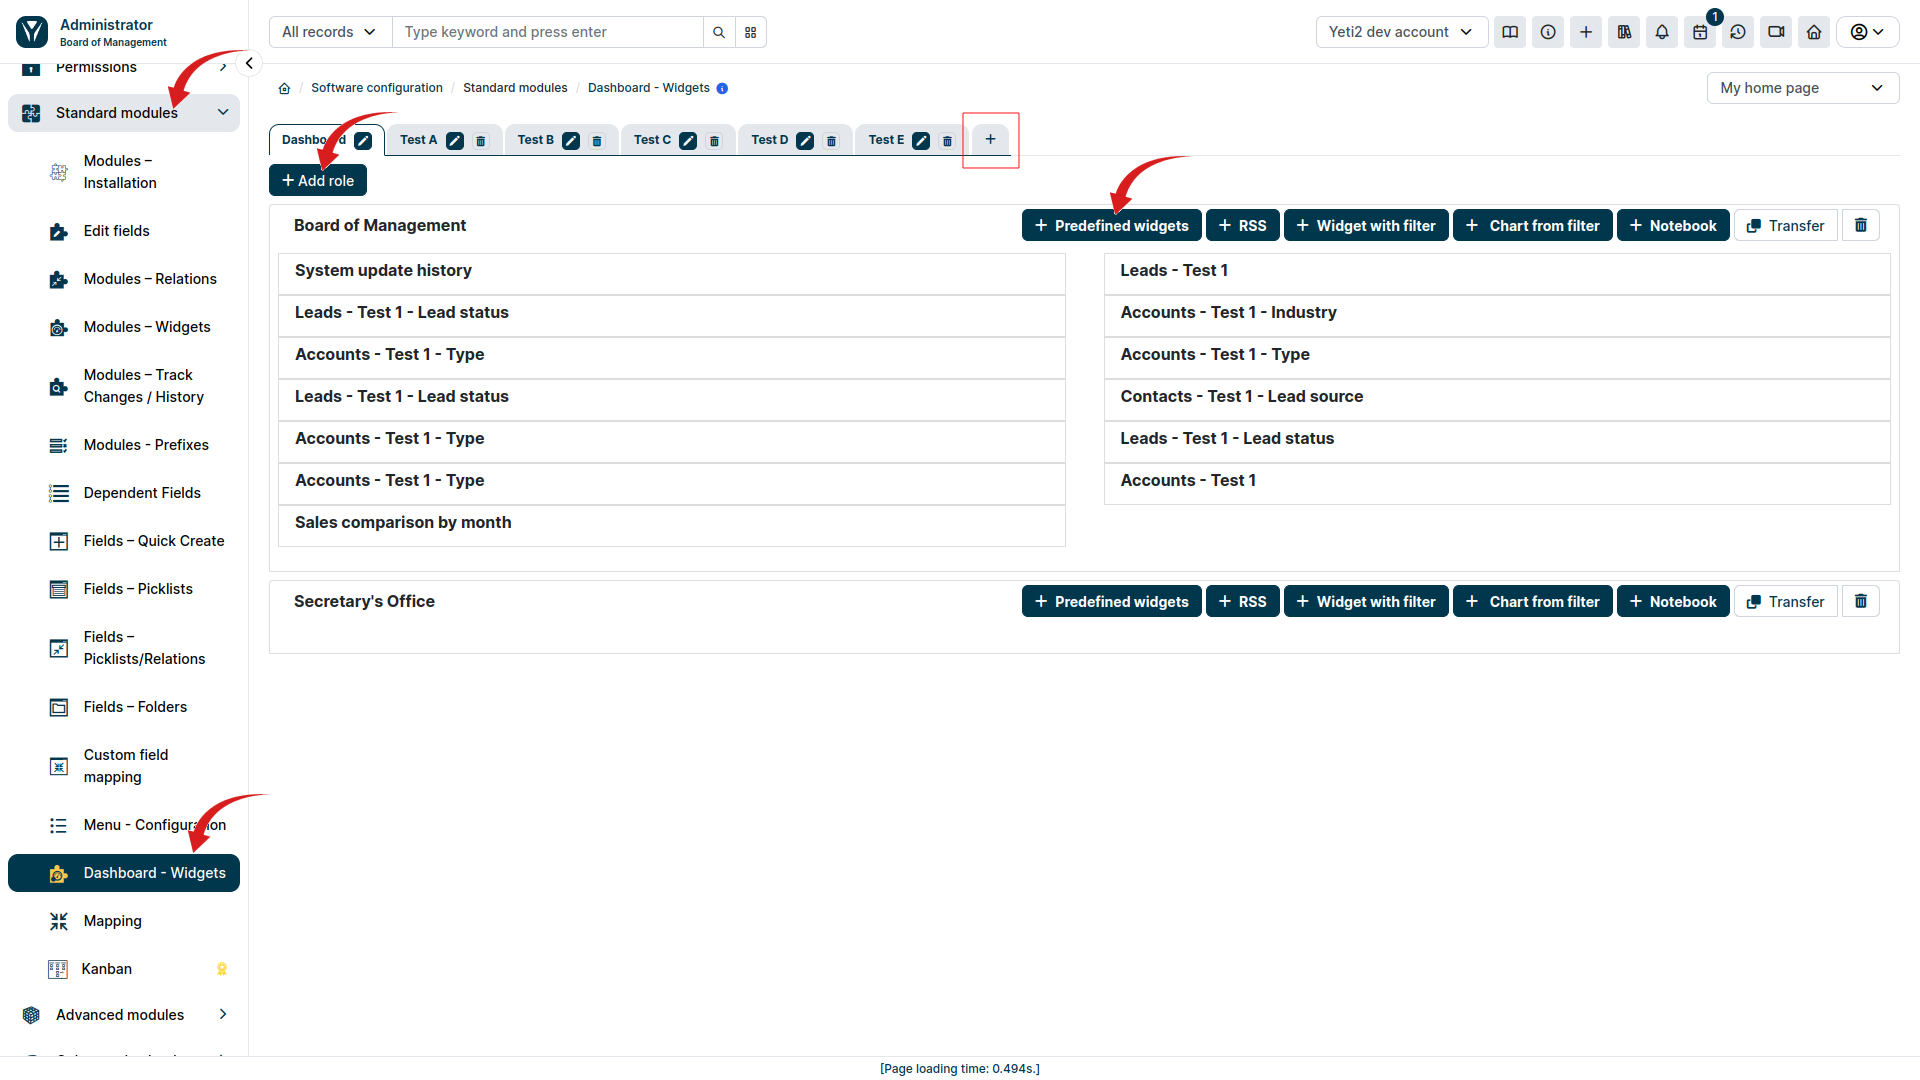 Administrator
Board of Management
All records
Type keyword and press enter
Yeti2 dev account
1
Permissions
Standard modules
Modules – Installation
Edit fields
Modules – Relations
Modules – Widgets
Modules – Track
Changes / History
Modules - Prefixes
Dependent Fields
Fields – Quick Create
Fields – Picklists
Fields –
Picklists/Relations
Fields – Folders
Custom field
mapping
Menu - Configuration
Dashboard - Widgets
Mapping
Kanban
Advanced modules
/ Software configuration / Standard modules / Dashboard - Widgets
My home page
Dashboard
Test A
Test B
Test C
Test D
Test E
+
+ Add role
Board of Management
+ Predefined widgets
+ RSS
+ Widget with filter
+ Chart from filter
+ Notebook
Transfer
System update history
Leads - Test 1 - Lead status
Accounts - Test 1 - Type
Leads - Test 1 - Lead status
Accounts - Test 1 - Type
Accounts - Test 1 - Type
Sales comparison by month
Leads - Test 1
Accounts - Test 1 - Industry
Accounts - Test 1 - Type
Contacts - Test 1 - Lead source
Leads - Test 1 - Lead status
Accounts - Test 1
Secretary's Office
+ Predefined widgets
+ RSS
+ Widget with filter
+ Chart from filter
+ Notebook
Transfer
[Page loading time: 0.494s.]